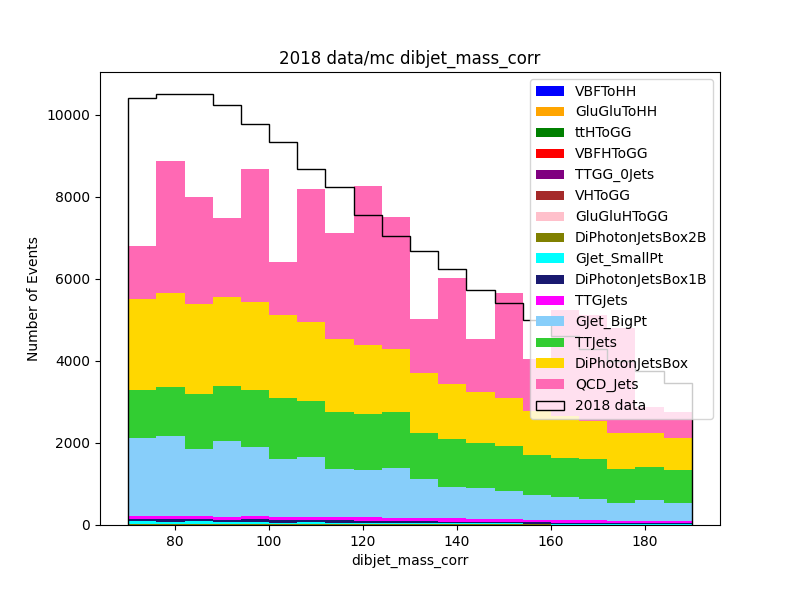 2018 data/mc dibjet_mass_corr
Number of Events
10000
8000
6000
4000
2000
0
80
100
120
140
160
180
dibjet_mass_corr
VBFToHH
GluGluToHH
ttHToGG
VBFHToGG
TTGG_0Jets
VHToGG
GluGluHToGG
DiPhotonJetsBox2B
GJet_SmallPt
DiPhotonJetsBox1B
TTGJets
GJet_BigPt
TTJets
DiPhotonJetsBox
QCD_Jets
2018 data